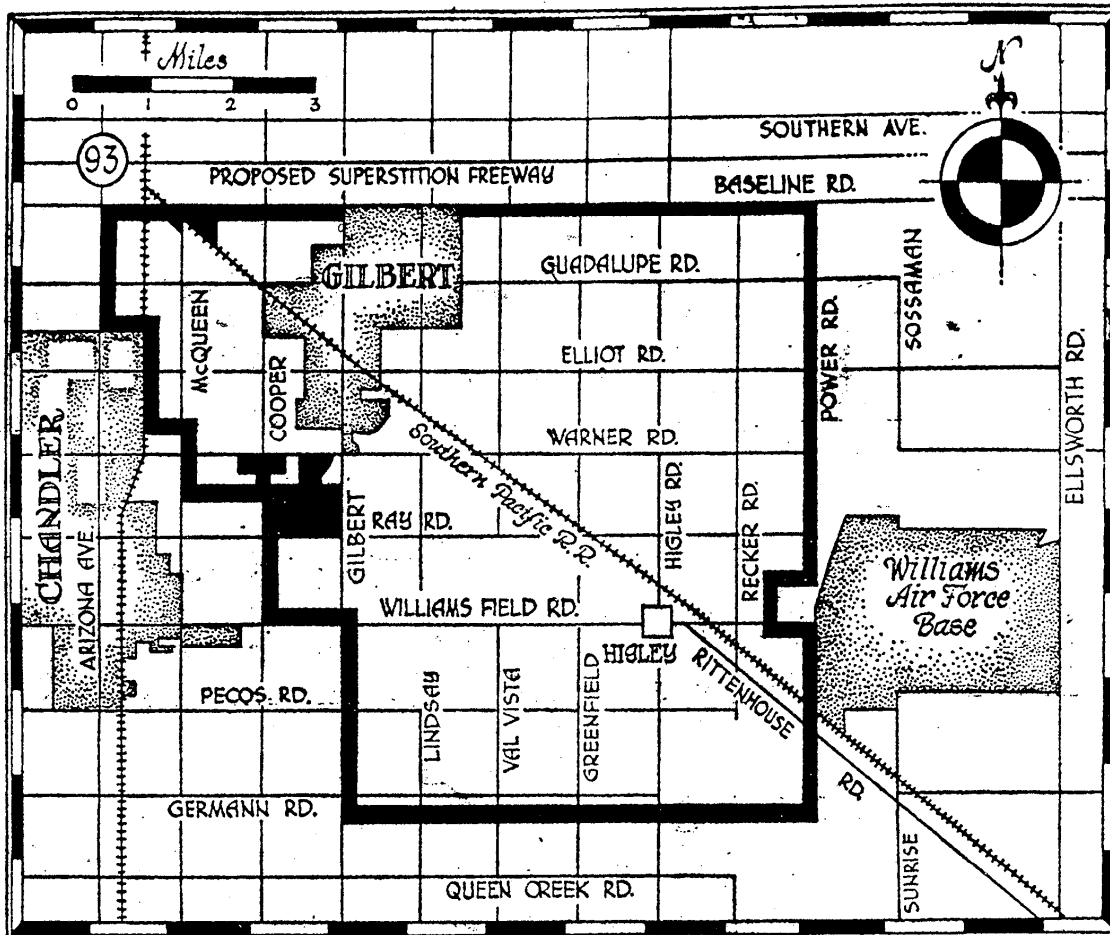 Miles
0 1 2 3
N
93
SOUTHERN AVE.
PROPOSED SUPERSTITION FREEWAY
BASELINE RD.
GILBERT
GUADALUPE RD.
SOSSAMAN
McQUEEN
COOPER
ELLIOT RD.
POWER RD.
ELLSWORTH RD.
CHANDLER
ARIZONA AVE.
WARNER RD.
Southern Pacific R.R.
HIGLEY RD.
GILBERT
RAY RD.
RECKER RD.
Williams
Air Force
Base
WILLIAMS FIELD RD.
HIGLEY
RITTENHOUSE
RD.
PECOS RD.
LINDSAY
VAL VISTA
GREENFIELD
GERMANN RD.
QUEEN CREEK RD.
SUNRISE